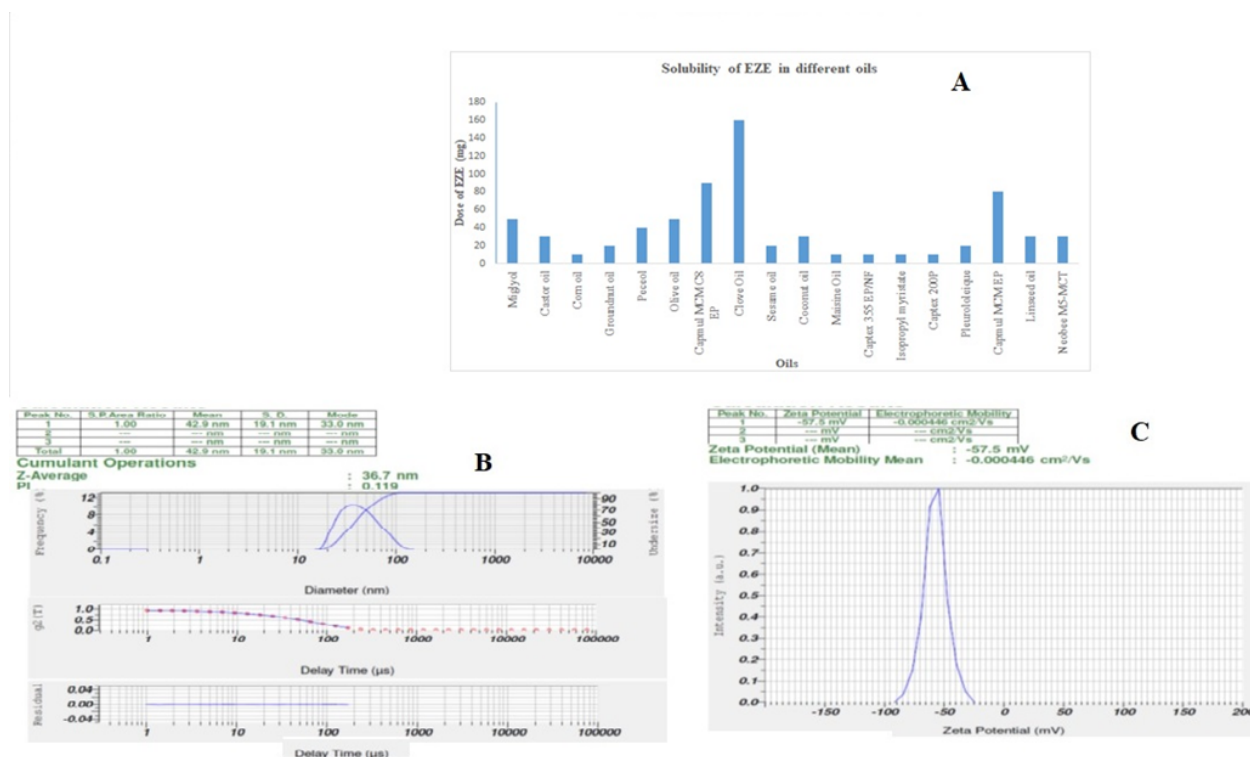 Solubility of EZE in different oils
A
Dose of EZE (mg)
180
160
140
120
100
80
60
40
20
0
Miglyol
Castor oil
Corn oil
Groundnut oil
Peceol
Olive oil
Capmul MCMC8 EP
Clove Oil
Sesame oil
Coconut oil
Maisine Oil
Captex 355 EP/NF
Isopropyl myristate
Captex 200P
Pleurololeique
Capmul MCM EP
Linseed oil
Neobee M5-MCT
Oils
Peak No. S.P.Area Ratio Mean S. D. Mode
1 1.00 42.9 nm 19.1 nm 33.0 nm
2 --- --- nm --- nm --- nm
3 --- --- nm --- nm --- nm
Total 1.00 42.9 nm 19.1 nm 33.0 nm
Cumulant Operations
Z-Average : 36.7 nm
PI : 0.119
B
Frequency (%)
12
8
4
0
90
70
50
30
10
Undersize (%
0.1 1 10 100 1000 10000
Diameter (nm)
g2(T)
1.0
0.5
0.0
1 10 100 1000 10000 100000
Delay Time (µs)
Residual
0.04
0.00
-0.04
1 10 100 1000 10000 100000
Delay Time (µs)
Peak No. Zeta Potential Electrophoretic Mobility
1 -57.5 mV -0.000446 cm2/Vs
2 --- mV --- cm2/Vs
3 --- mV --- cm2/Vs
Zeta Potential (Mean) : -57.5 mV
Electrophoretic Mobility Mean : -0.000446 cm²/Vs
C
Intensity (a.u.)
1.0
0.9
0.8
0.7
0.6
0.5
0.4
0.3
0.2
0.1
0.0
-150 -100 -50 0 50 100 150 200
Zeta Potential (mV)